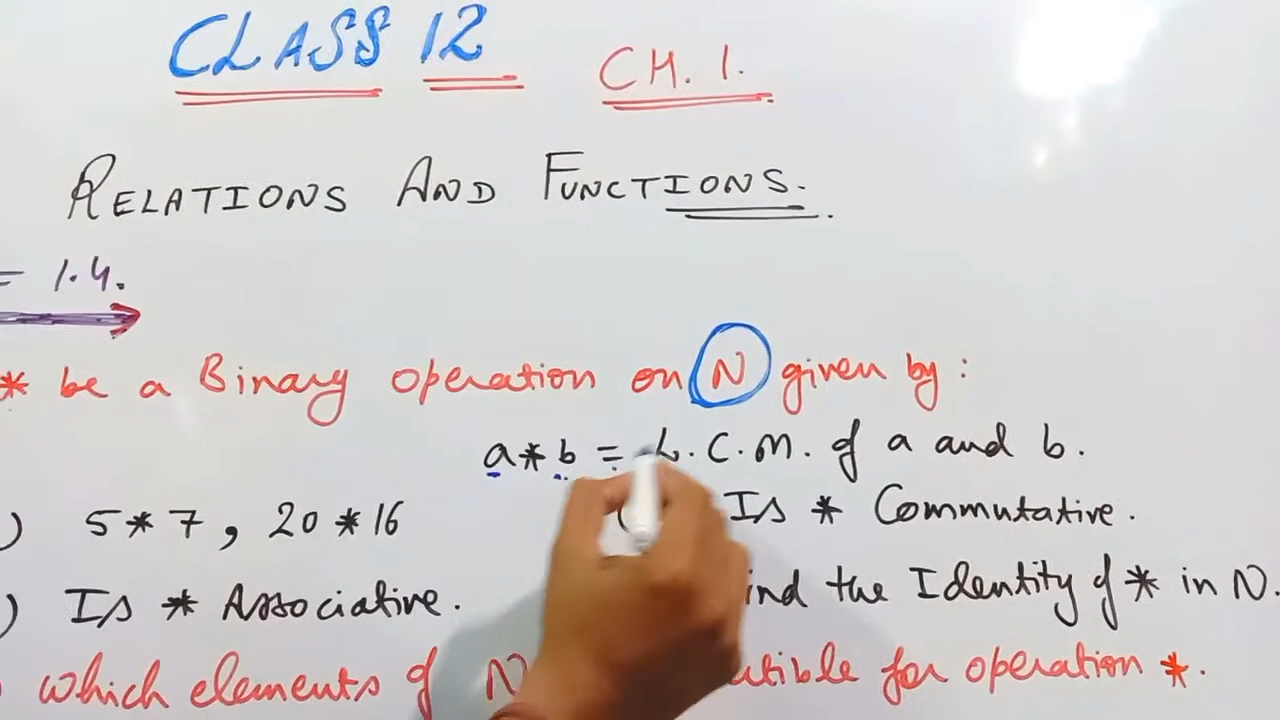 CLASS 12 CH. 1.
RELATIONS AND FUNCTIONS.
= 1.4.
* be a Binary operation on N given by:
a * b = L.C.M. of a and b.
) 5 * 7, 20 * 16 ( Is * Commutative.
) Is * Associative. the Identity of * in N.
which elements of N for operation *.